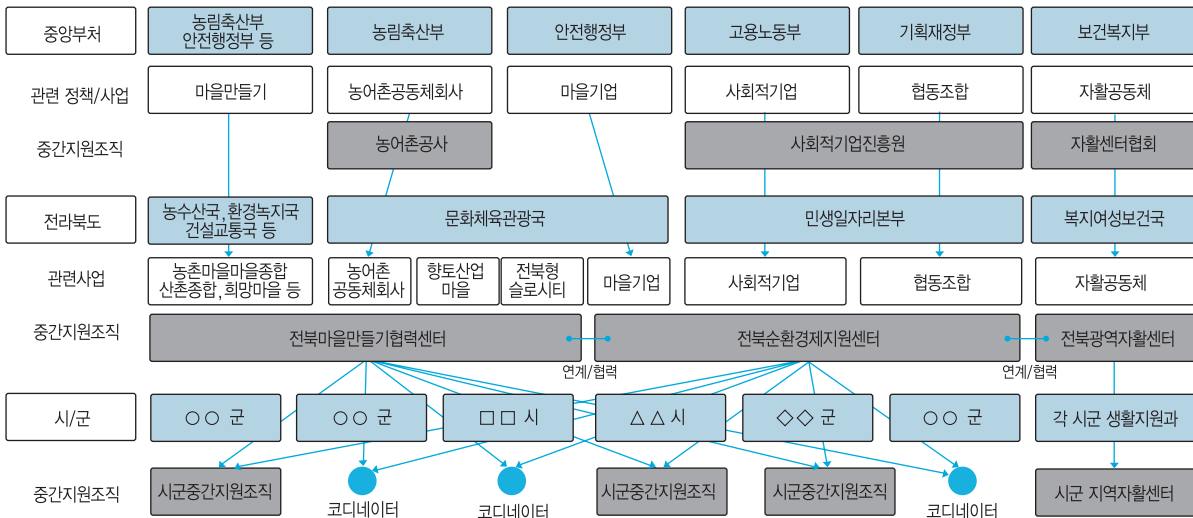 중앙부처
농림축산부
안전행정부 등
농림축산부
안전행정부
고용노동부
기획재정부
보건복지부
관련 정책/사업
마을만들기
농어촌공동체회사
마을기업
사회적기업
협동조합
자활공동체
중간지원조직
농어촌공사
사회적기업진흥원
자활센터협회
전라북도
농수산국,환경녹지국
건설교통국 등
문화체육관광국
민생일자리본부
복지여성보건국
관련사업
농촌마을마을종합
산촌종합,희망마을 등
농어촌
공동체회사
향토산업
마을
전북형
슬로시티
마을기업
사회적기업
협동조합
자활공동체
중간지원조직
전북마을만들기협력센터
전북순환경제지원센터
전북광역자활센터
연계/협력
연계/협력
시/군
○○ 군
○○ 군
□□ 시
△△ 시
◇◇ 군
○○ 군
각 시군 생활지원과
중간지원조직
시군중간지원조직
코디네이터
코디네이터
시군중간지원조직
시군중간지원조직
코디네이터
시군 지역자활센터